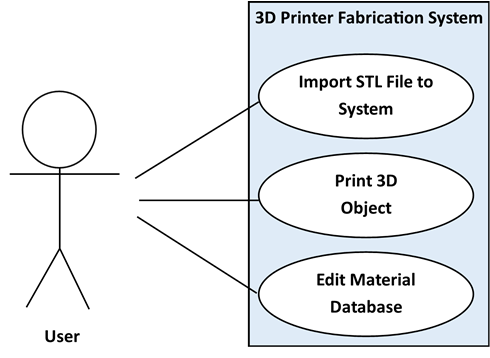 3D Printer Fabrication System
Import STL File to
System
Print 3D
Object
Edit Material
Database
User